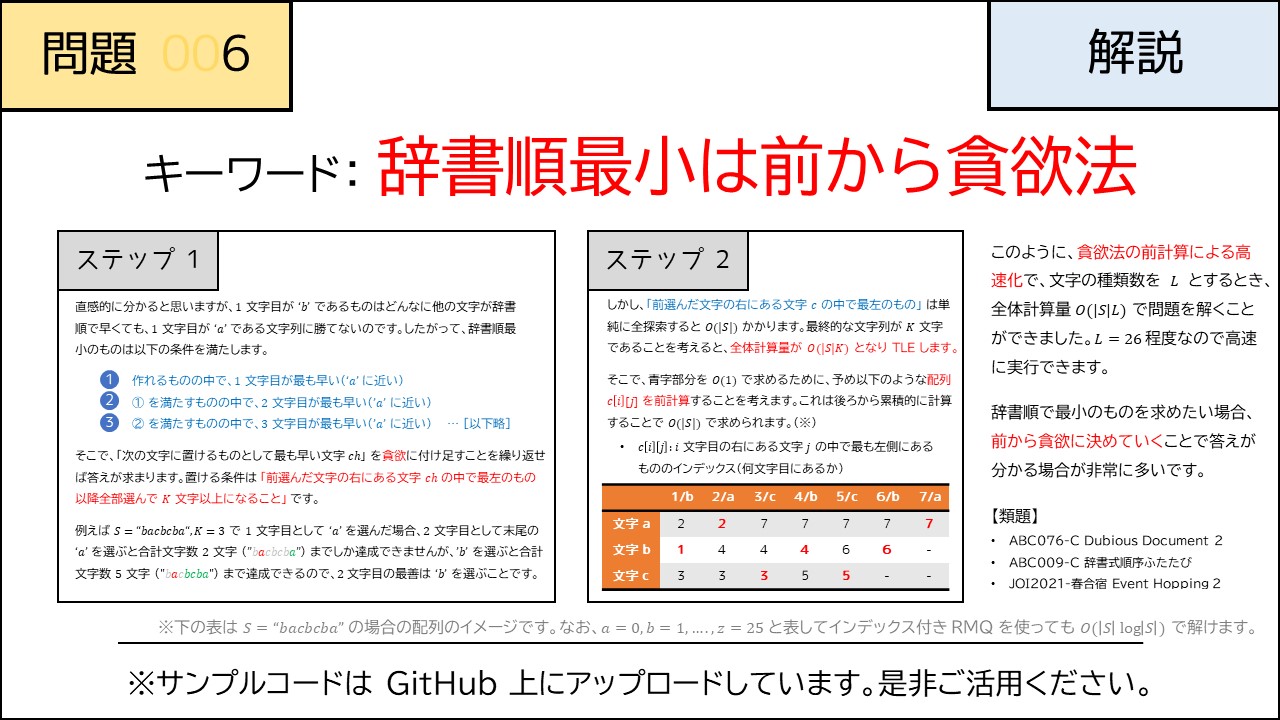 問題 006
解説
キーワード: 辞書順最小は前から貪欲法
ステップ 1
直感的に分かると思いますが、1 文字目が ‘b’ であるものはどんなに他の文字が辞書
順で早くても、1 文字目が ‘a’ である文字列に勝てないのです。したがって、辞書順最
小のものは以下の条件を満たします。
1 作れるものの中で、1 文字目が最も早い(‘a’ に近い)
2 ① を満たすものの中で、2 文字目が最も早い(‘a’ に近い)
3 ② を満たすものの中で、3 文字目が最も早い(‘a’ に近い) … [以下略]
そこで、「次の文字に置けるものとして最も早い文字 ch」 を貪欲に付け足すことを繰り返せ
ば答えが求まります。置ける条件は 「前選んだ文字の右にある文字 ch の中で最左のもの
以降全部選んで K 文字以上になること」 です。
例えば S = “bacbcba“, K = 3 で 1 文字目として ‘a’ を選んだ場合、2 文字目として末尾の
‘a’ を選ぶと合計文字数 2 文字 ("bacbcba") までしか達成できませんが、‘b’ を選ぶと合計
文字数 5 文字 ("bacbcba") まで達成できるので、2 文字目の最善は ‘b’ を選ぶことです。
ステップ 2
しかし、「前選んだ文字の右にある文字 c の中で最左のもの」 は単
純に全探索すると O(|S|) かかります。最終的な文字列が K 文字
であることを考えると、全体計算量が O(|S|K) となり TLE します。
そこで、青字部分を O(1) で求めるために、予め以下のような配列
c[i][j] を前計算することを考えます。これは後ろから累積的に計算
することで O(|S|) で求められます。(※)
• c[i][j]: i 文字目の右にある文字 j の中で最も左側にある
もののインデックス(何文字目にあるか)
1/b 2/a 3/c 4/b 5/c 6/b 7/a
文字 a 2 2 7 7 7 7 7
文字 b 1 4 4 4 6 6 -
文字 c 3 3 3 5 5 - -
このように、貪欲法の前計算による高
速化で、文字の種類数を L とするとき、
全体計算量 O(|S|L) で問題を解くこと
ができました。L = 26 程度なので高速
に実行できます。
辞書順で最小のものを求めたい場合、
前から貪欲に決めていくことで答えが
分かる場合が非常に多いです。
【類題】
• ABC076-C Dubious Document 2
• ABC009-C 辞書式順序ふたたび
• JOI2021-春合宿 Event Hopping 2
※下の表は S = “bacbcba” の場合の配列のイメージです。なお、a = 0, b = 1, …. , z = 25 と表してインデックス付き RMQ を使っても O(|S| log|S|) で解けます。
※サンプルコードは GitHub 上にアップロードしています。是非ご活用ください。